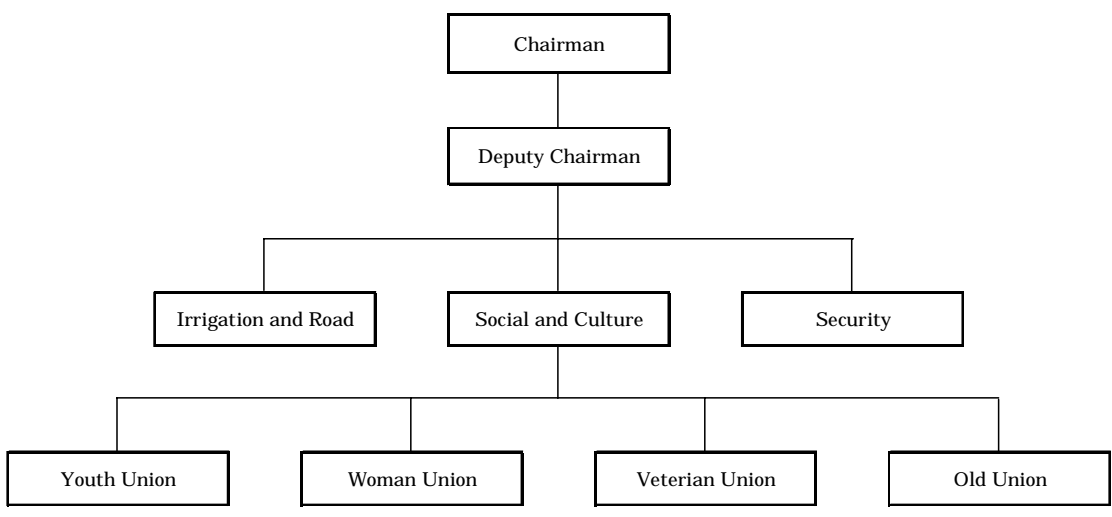 Chairman
Deputy Chairman
Irrigation and Road
Social and Culture
Security
Youth Union
Woman Union
Veterian Union
Old Union